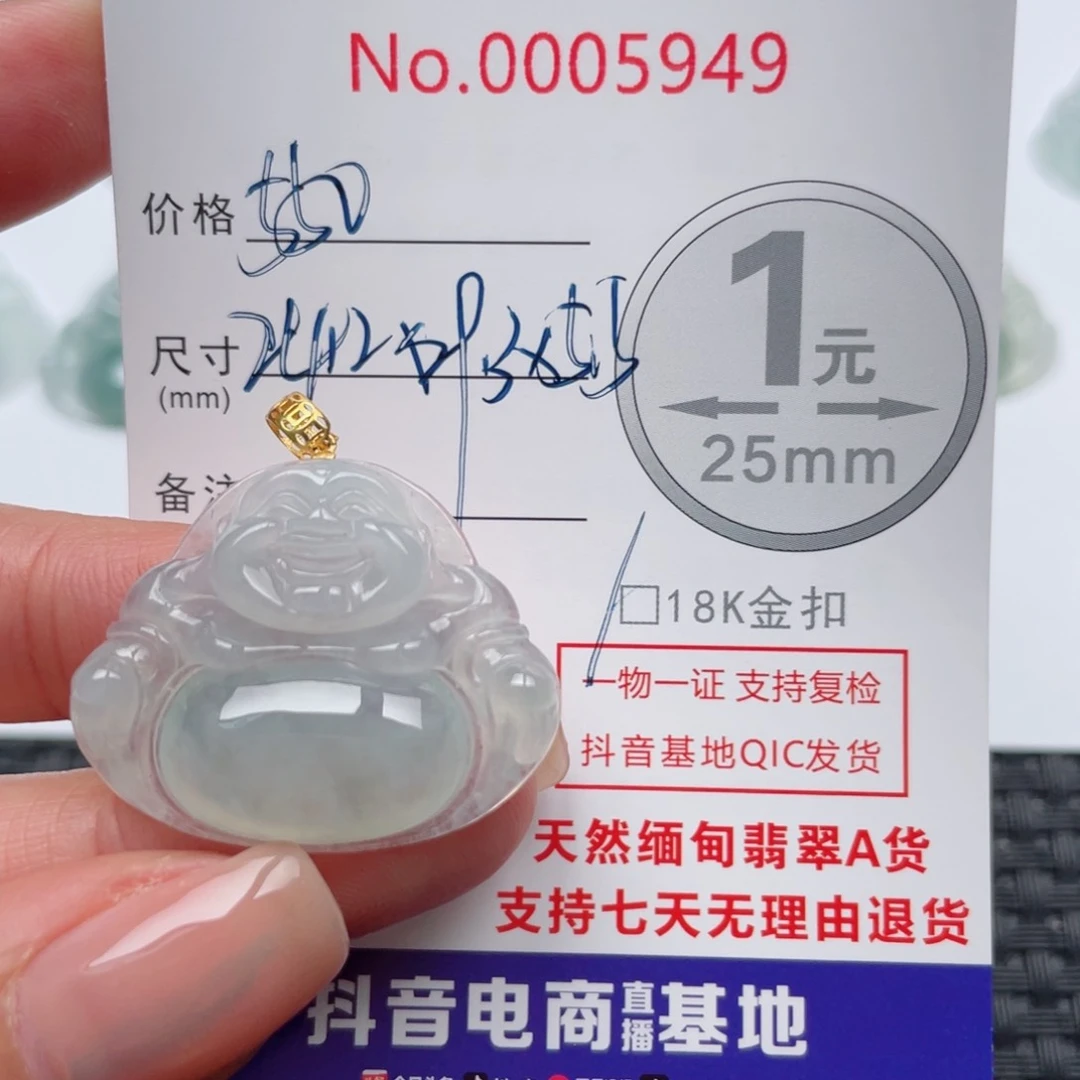 No.0005949
价格
尺寸
(mm)
备注
1元
25mm
□18K金扣
一物一证 支持复检
抖音基地QIC发货
天然缅甸翡翠A货
支持七天无理由退货
抖音电商直播基地